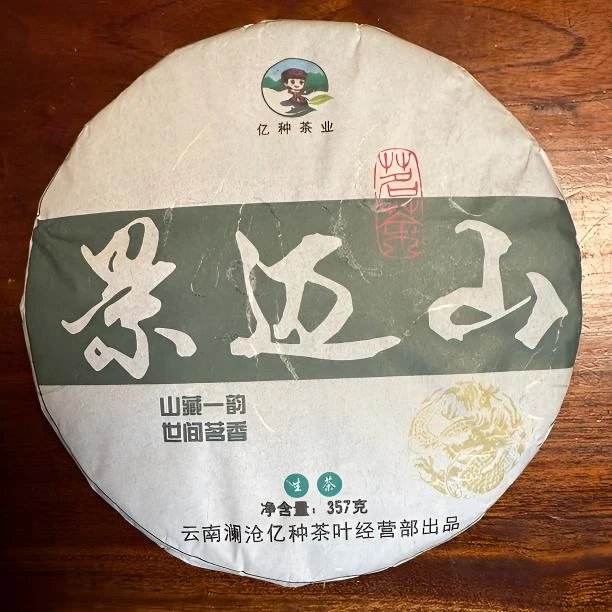 亿种茶业
茗茶
景迈山
山藏一韵
世间茗香
生茶
净含量：357克
云南澜沧亿种茶叶经营部出品